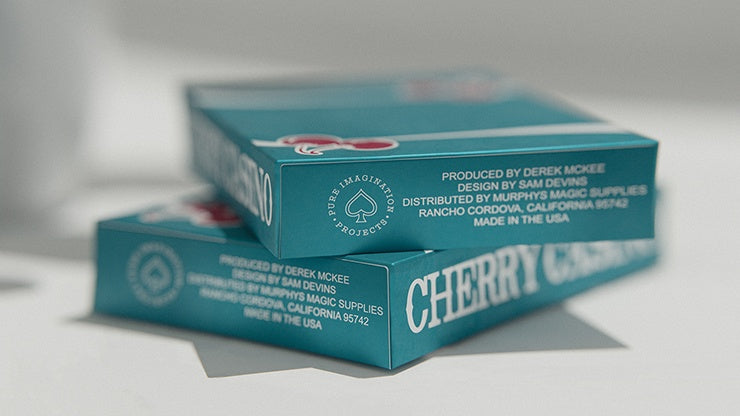 CASINO
PURE IMAGINATION PROJECTS
PRODUCED BY DEREK MCKEE
DESIGN BY SAM DEVINS
DISTRIBUTED BY MURPHYS MAGIC SUPPLIES
RANCHO CORDOVA, CALIFORNIA 95742
MADE IN THE USA
PRODUCED BY DEREK MCKEE
DESIGN BY SAM DEVINS
DISTRIBUTED BY MURPHYS MAGIC SUPPLIES
RANCHO CORDOVA, CALIFORNIA 95742
MADE IN THE USA
CHERRY CASINO